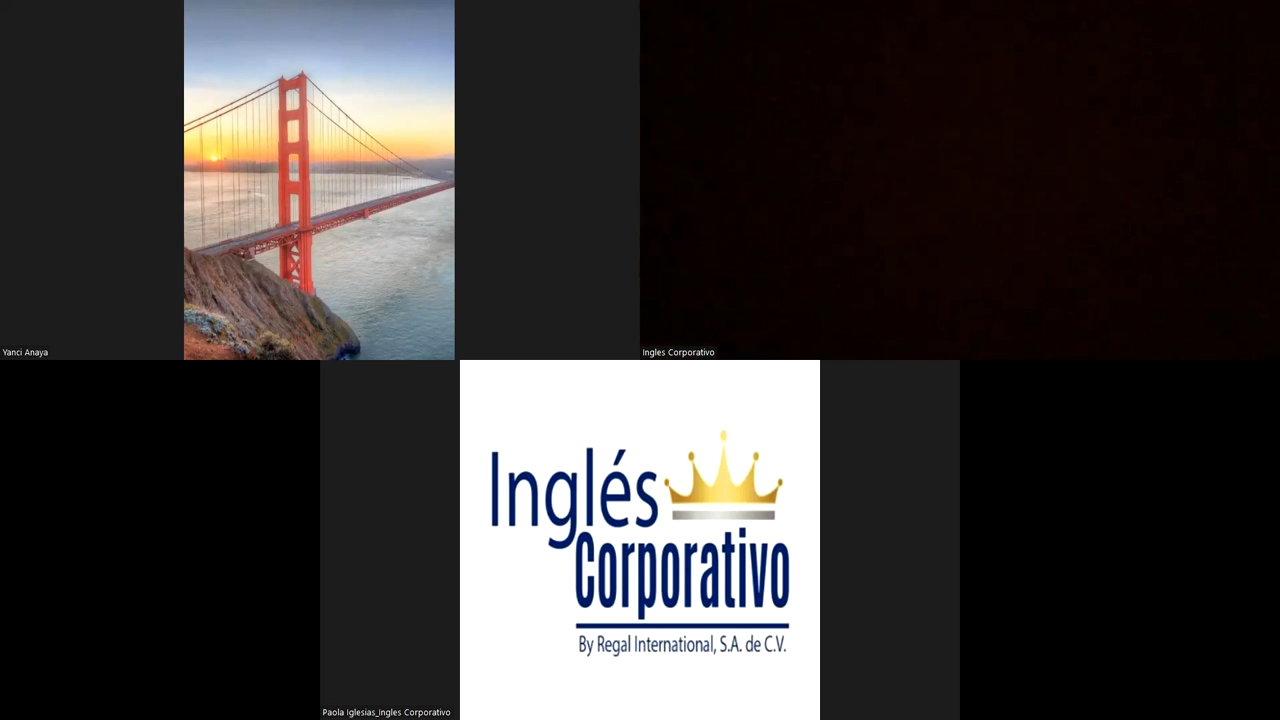 Yanci Anaya
Ingles Corporativo
Inglés
Corporativo
By Regal International, S.A. de C.V.
Paola Iglesias_Ingles Corporativo